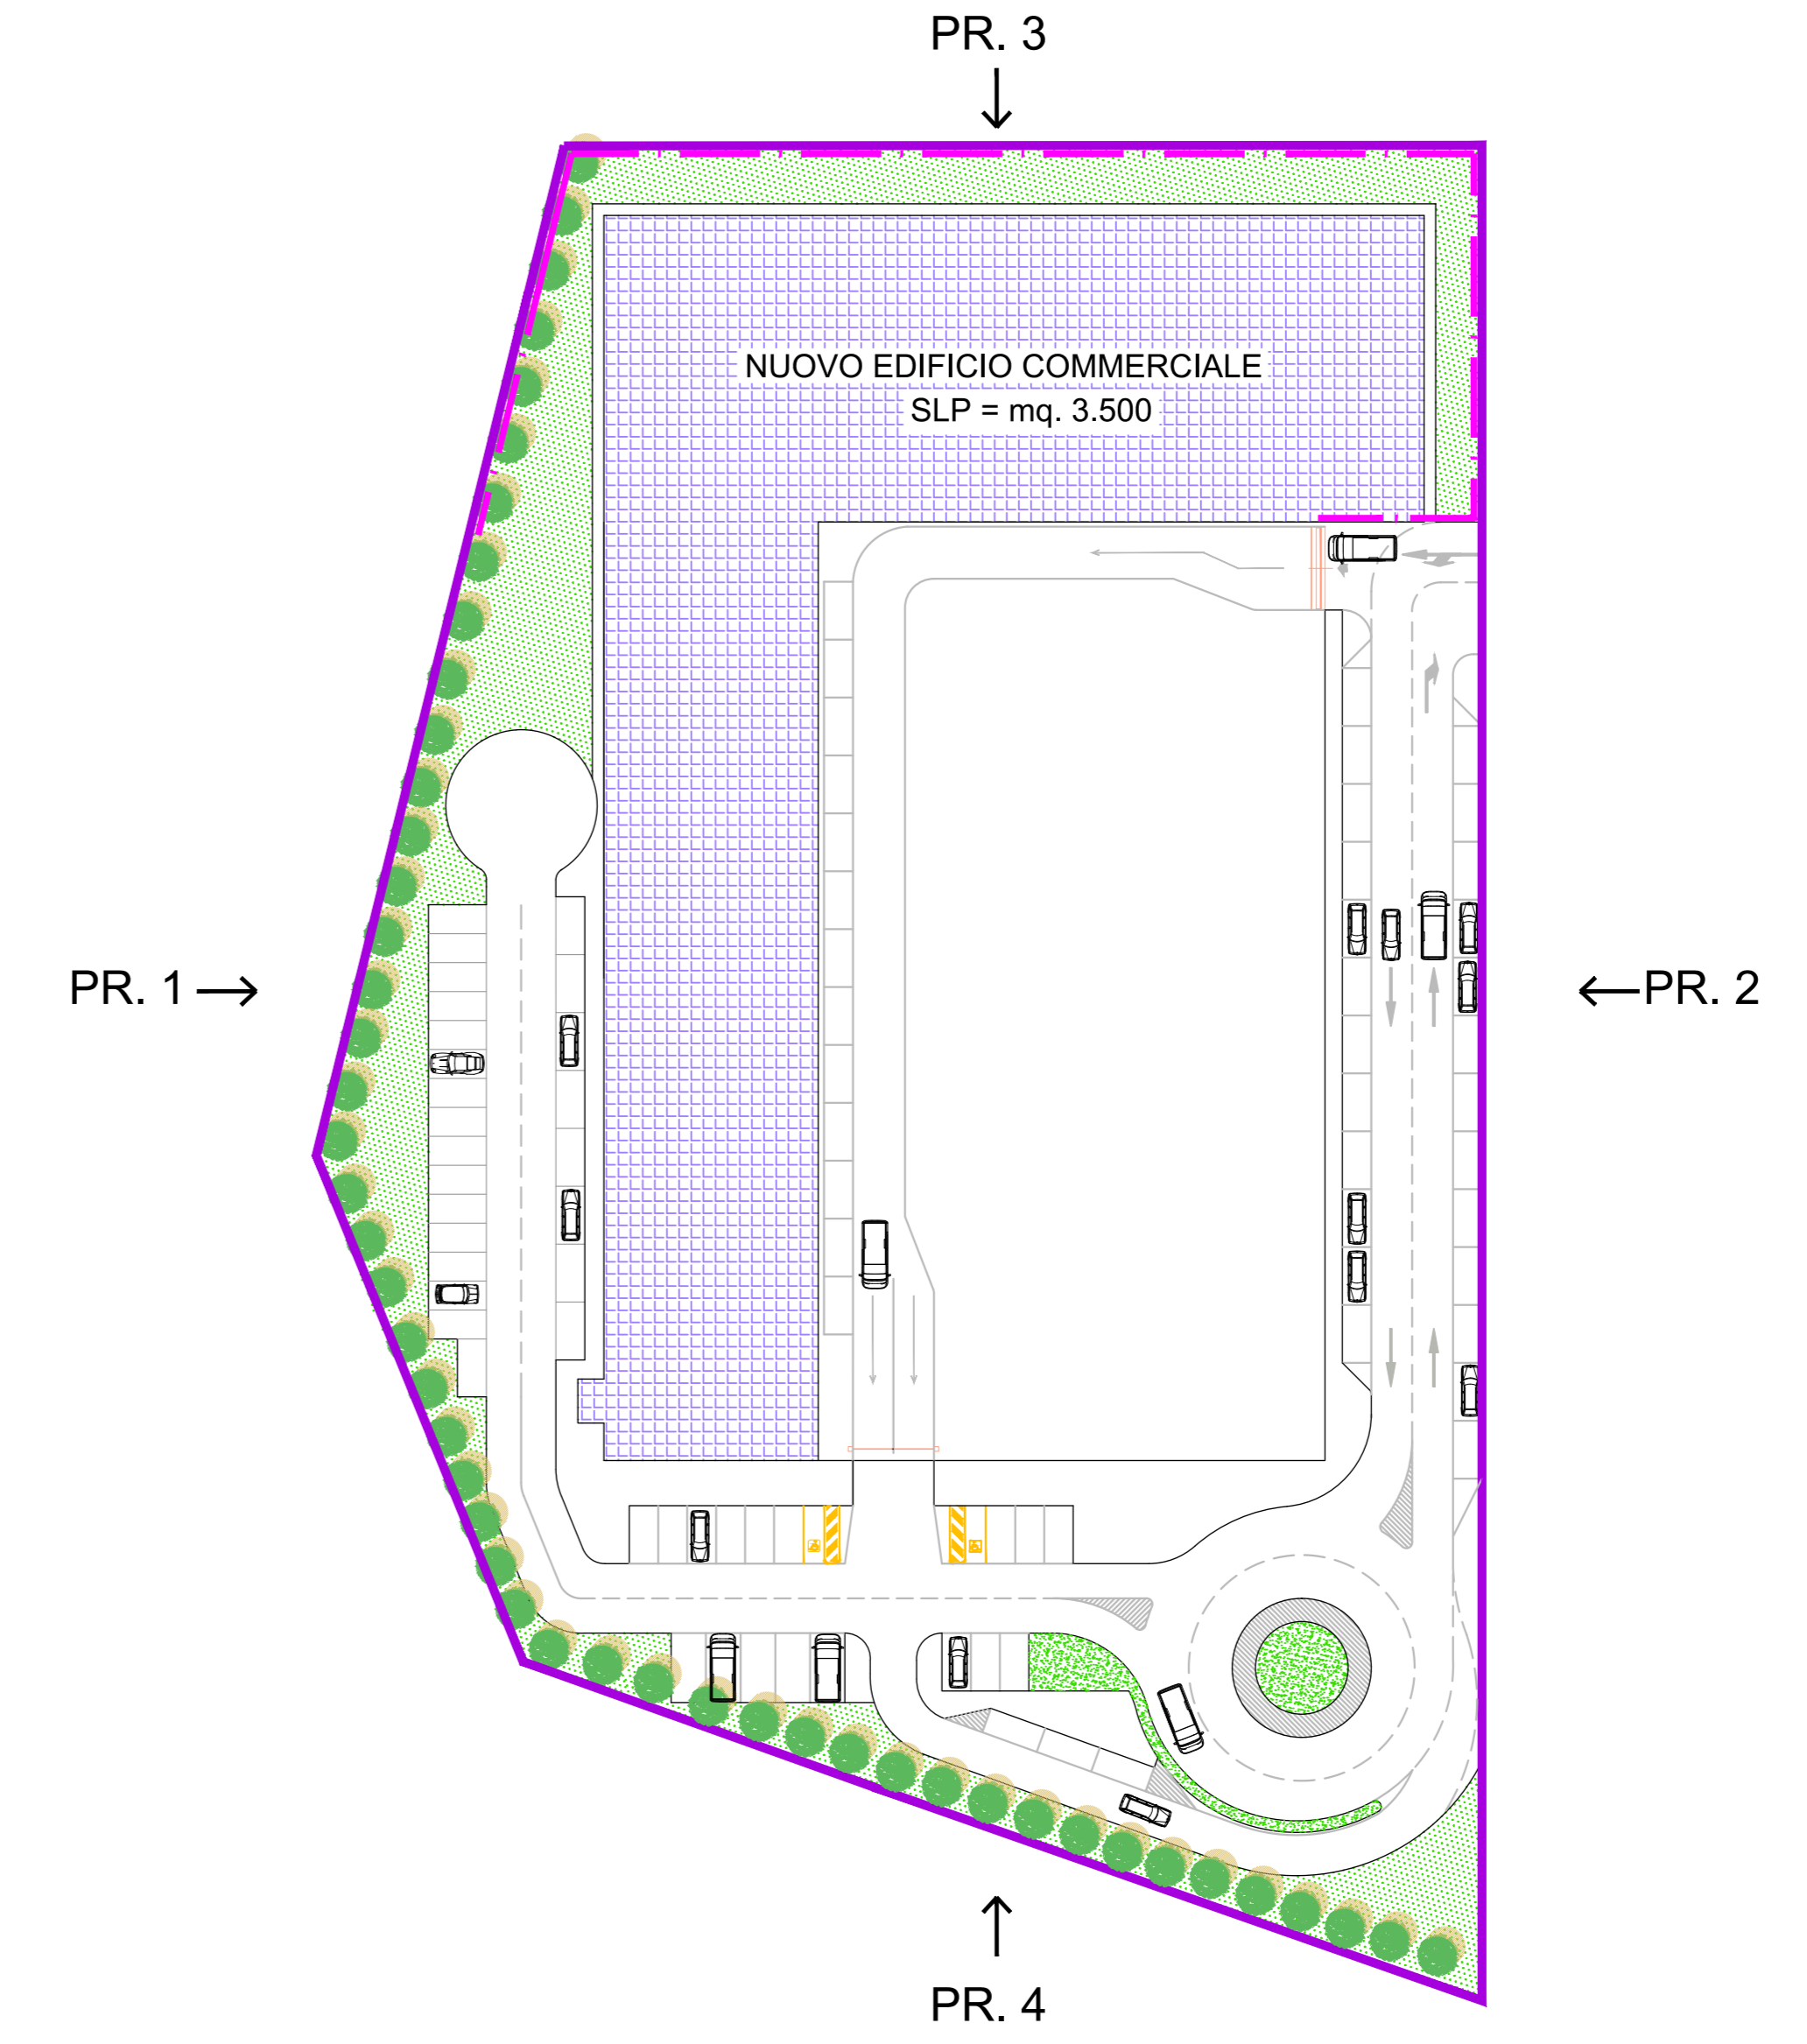 PR. 3
NUOVO EDIFICIO COMMERCIALE
SLP = mq. 3.500
PR. 1
PR. 2
PR. 4